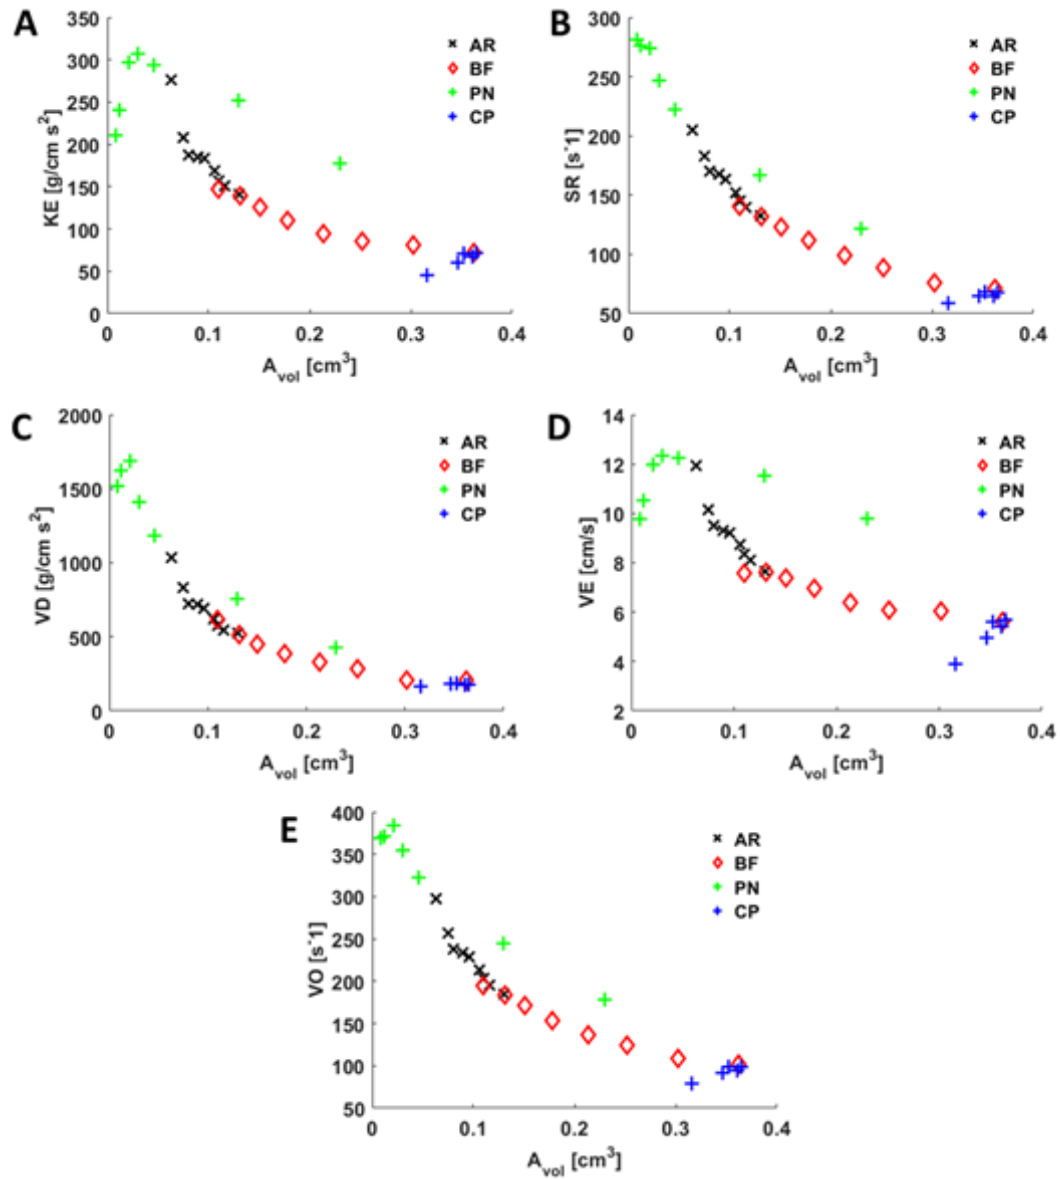 A
350
300
250
200
150
100
50
0
KE [g/cm s²]
0 0.1 0.2 0.3 0.4
A_vol [cm³]
AR
BF
PN
CP
B
300
250
200
150
100
50
SR [s⁻1]
0 0.1 0.2 0.3 0.4
A_vol [cm³]
AR
BF
PN
CP
C
2000
1500
1000
500
0
VD [g/cm s²]
0 0.1 0.2 0.3 0.4
A_vol [cm³]
AR
BF
PN
CP
D
14
12
10
8
6
4
2
VE [cm/s]
0 0.1 0.2 0.3 0.4
A_vol [cm³]
AR
BF
PN
CP
E
400
350
300
250
200
150
100
50
VO [s⁻1]
0 0.1 0.2 0.3 0.4
A_vol [cm³]
AR
BF
PN
CP